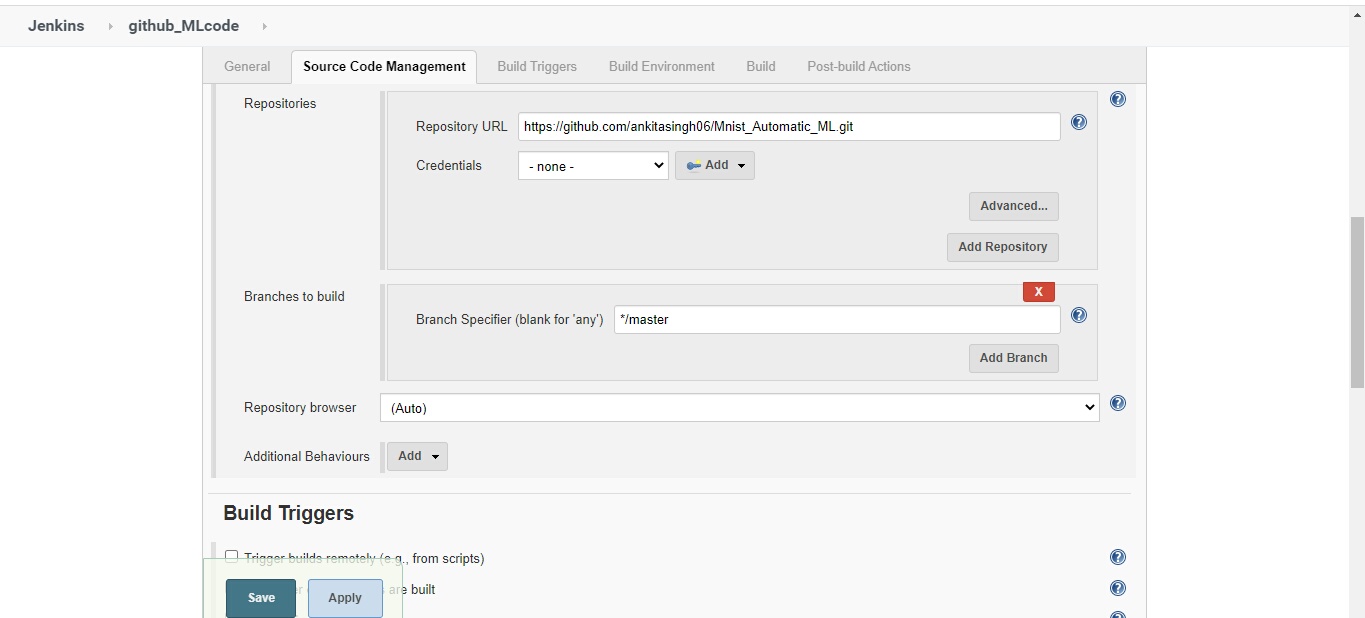 Jenkins github_MLcode
General Source Code Management Build Triggers Build Environment Build Post-build Actions
Repositories
Repository URL https://github.com/ankitasingh06/Mnist_Automatic_ML.git
Credentials - none - Add
Advanced...
Add Repository
Branches to build
X
Branch Specifier (blank for 'any') */master
Add Branch
Repository browser (Auto)
Additional Behaviours Add
Build Triggers
Trigger builds remotely (e.g., from scripts)
are built
Save Apply